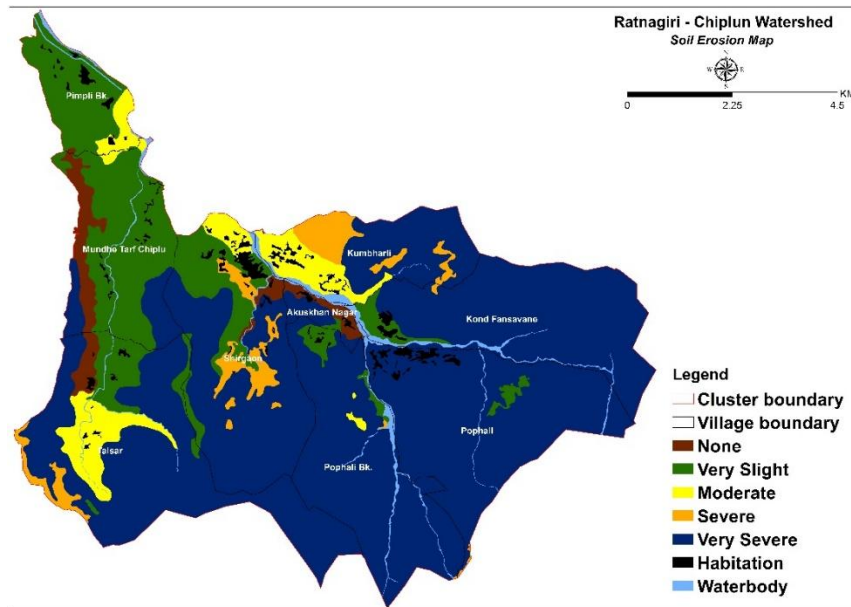 Ratnagiri - Chiplun Watershed
Soil Erosion Map
N
W
E
S
KM
0
2.25
4.5
Pimpli Bk.
Mundhe Tarf Chiplu
Kumbharli
Akuskhan Nagar
Kond Fansavane
Shirgaon
Pophali
Pophali Bk.
Legend
Cluster boundary
Village boundary
None
Very Slight
Moderate
Severe
Very Severe
Habitation
Waterbody